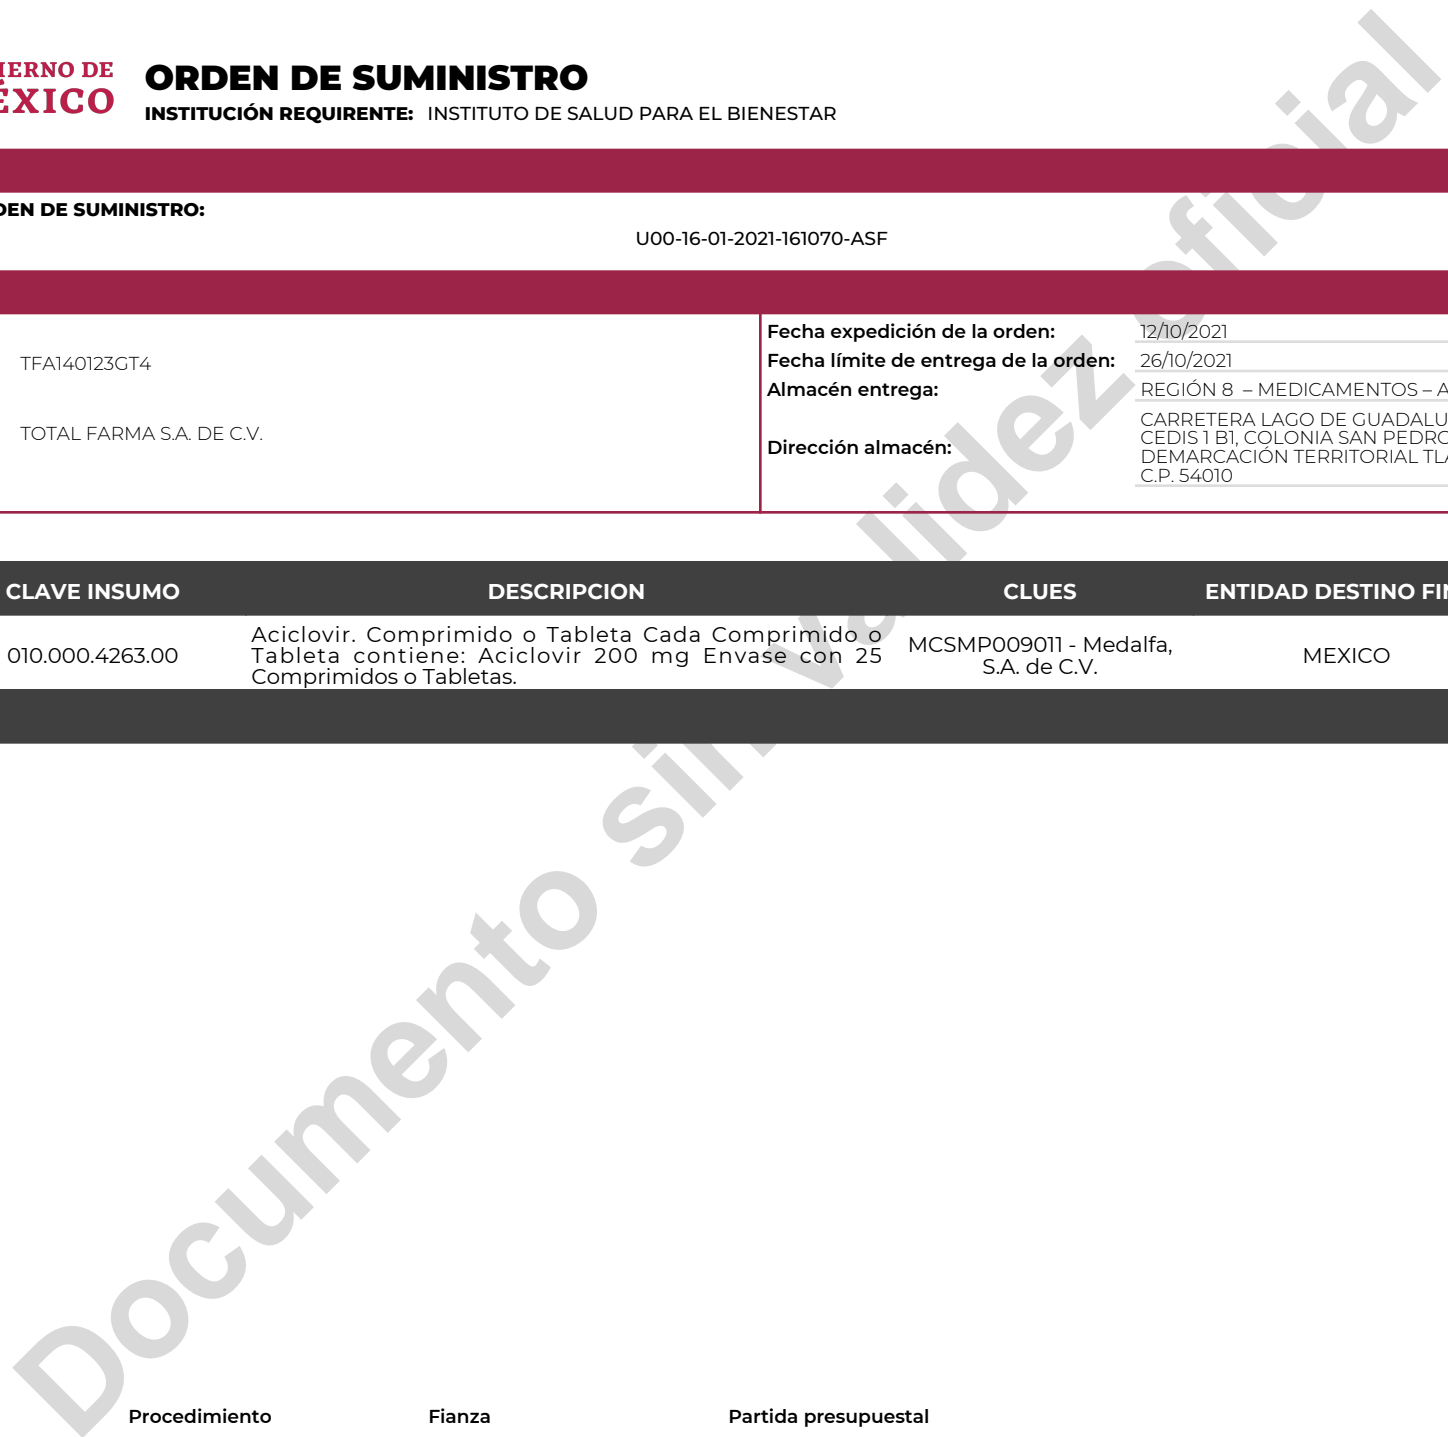 IERNO DE
ÉXICO
ORDEN DE SUMINISTRO
INSTITUCIÓN REQUIRENTE: INSTITUTO DE SALUD PARA EL BIENESTAR
DEN DE SUMINISTRO:
U00-16-01-2021-161070-ASF
TFA140123GT4
TOTAL FARMA S.A. DE C.V.
Fecha expedición de la orden: 12/10/2021
Fecha límite de entrega de la orden: 26/10/2021
Almacén entrega: REGIÓN 8 – MEDICAMENTOS – A
Dirección almacén:
CARRETERA LAGO DE GUADALU
CEDIS 1 B1, COLONIA SAN PEDRO
DEMARCACIÓN TERRITORIAL TLA
C.P. 54010
CLAVE INSUMO DESCRIPCION CLUES ENTIDAD DESTINO FIN
010.000.4263.00
Aciclovir. Comprimido o Tableta Cada Comprimido o
Tableta contiene: Aciclovir 200 mg Envase con 25
Comprimidos o Tabletas.
MCSMP009011 - Medalfa,
S.A. de C.V.
MEXICO
Documento sin validez oficial
Procedimiento Fianza Partida presupuestal